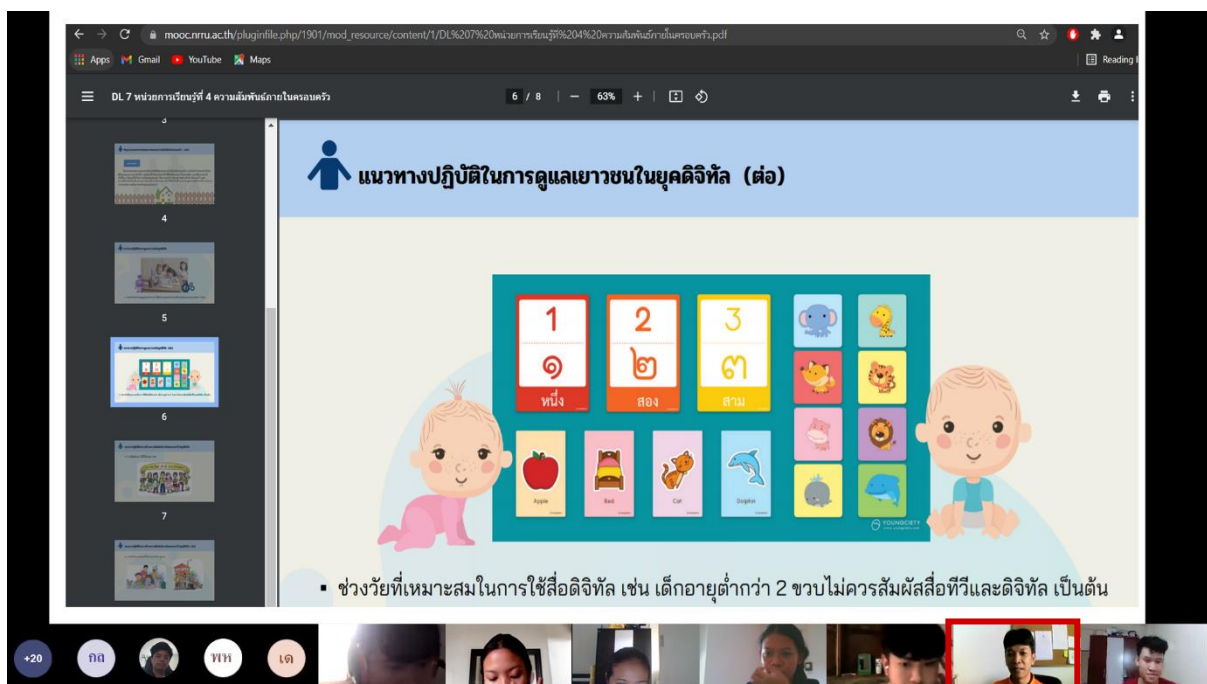 mooc.nrru.ac.th/pluginfile.php/1901/mod_resource/content/1/DL%207%20หน่วยการเรียนรู้ที่%204%20ความสัมพันธ์ภายในครอบครัว.pdf
Apps Gmail YouTube Maps Reading
DL 7 หน่วยการเรียนรู้ที่ 4 ความสัมพันธ์ภายในครอบครัว 6 / 8 63%
แนวทางปฏิบัติในการดูแลเยาวชนในยุคดิจิทัล (ต่อ)
4
5
6
7
1 2 3
๑ ๒ ๓
หนึ่ง สอง สาม
Apple Bed Cat Dolphin
YOUNGCIETY
▪ ช่วงวัยที่เหมาะสมในการใช้สื่อดิจิทัล เช่น เด็กอายุต่ำกว่า 2 ขวบไม่ควรสัมผัสสื่อทีวีและดิจิทัล เป็นต้น
+20 กล พห เด